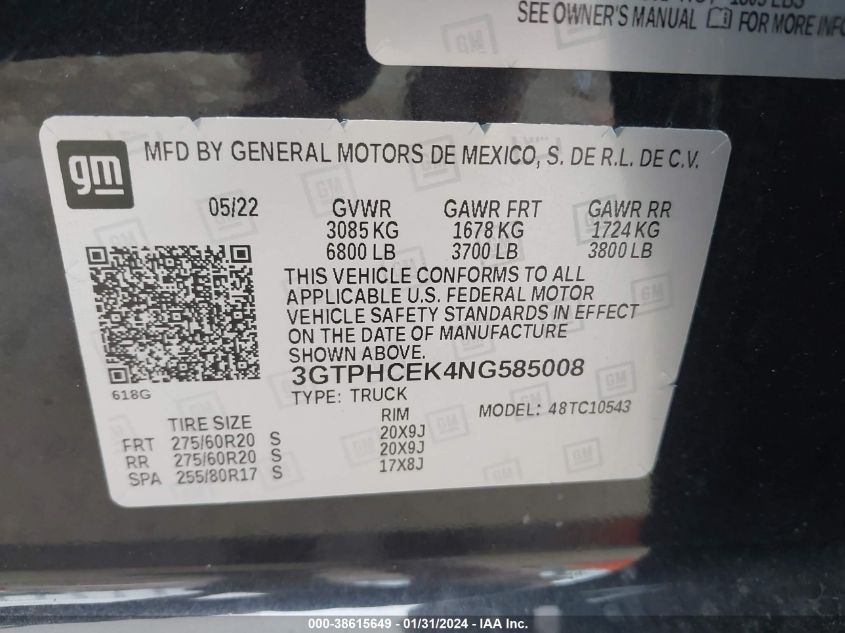 1805 LBS
SEE OWNER'S MANUAL FOR MORE INFO
gm MFD BY GENERAL MOTORS DE MEXICO, S. DE R.L. DE C.V.
05/22 GVWR GAWR FRT GAWR RR
3085 KG 1678 KG 1724 KG
6800 LB 3700 LB 3800 LB
THIS VEHICLE CONFORMS TO ALL
APPLICABLE U.S. FEDERAL MOTOR
VEHICLE SAFETY STANDARDS IN EFFECT
ON THE DATE OF MANUFACTURE
SHOWN ABOVE.
3GTPHCEK4NG585008
618G TYPE: TRUCK MODEL: 48TC10543
TIRE SIZE RIM
FRT 275/60R20 S 20X9J
RR 275/60R20 S 20X9J
SPA 255/80R17 S 17X8J
000-38615649 - 01/31/2024 - IAA Inc.